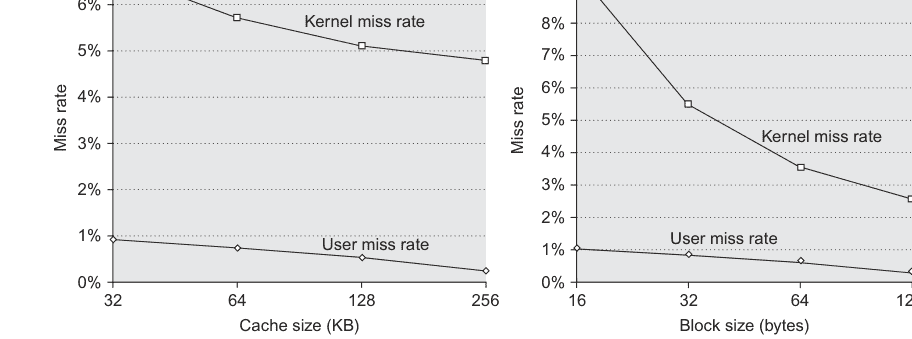 6%
5%
4%
3%
2%
1%
0%
Miss rate
Kernel miss rate
User miss rate
32 64 128 256
Cache size (KB)
8%
7%
6%
5%
4%
3%
2%
1%
0%
Miss rate
Kernel miss rate
User miss rate
16 32 64 12
Block size (bytes)